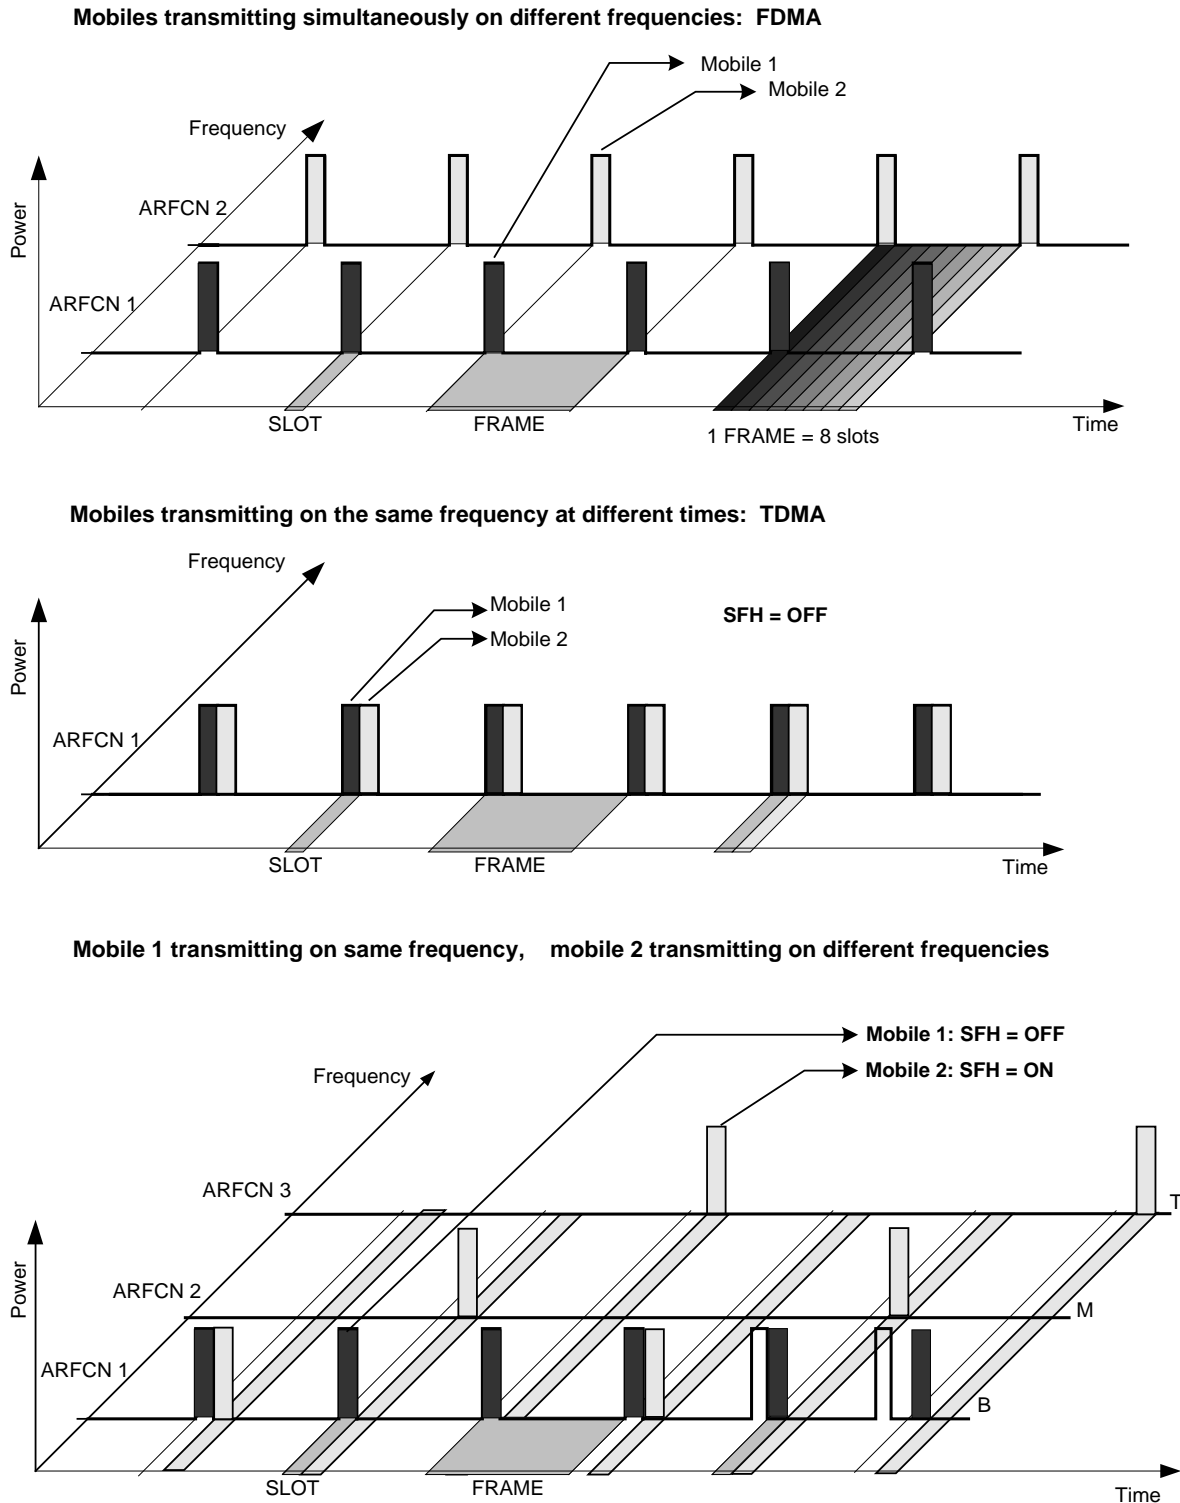 Mobiles transmitting simultaneously on different frequencies:  FDMA
Mobile 1
Mobile 2
Frequency
ARFCN 2
Power
ARFCN 1
SLOT
FRAME
1 FRAME = 8 slots
Time
Mobiles transmitting on the same frequency at different times:  TDMA
Frequency
Mobile 1
SFH = OFF
Mobile 2
Power
ARFCN 1
SLOT
FRAME
Time
Mobile 1 transmitting on same frequency,    mobile 2 transmitting on different frequencies
Mobile 1: SFH = OFF
Mobile 2: SFH = ON
Frequency
ARFCN 3
T
Power
ARFCN 2
M
ARFCN 1
B
SLOT
FRAME
Time